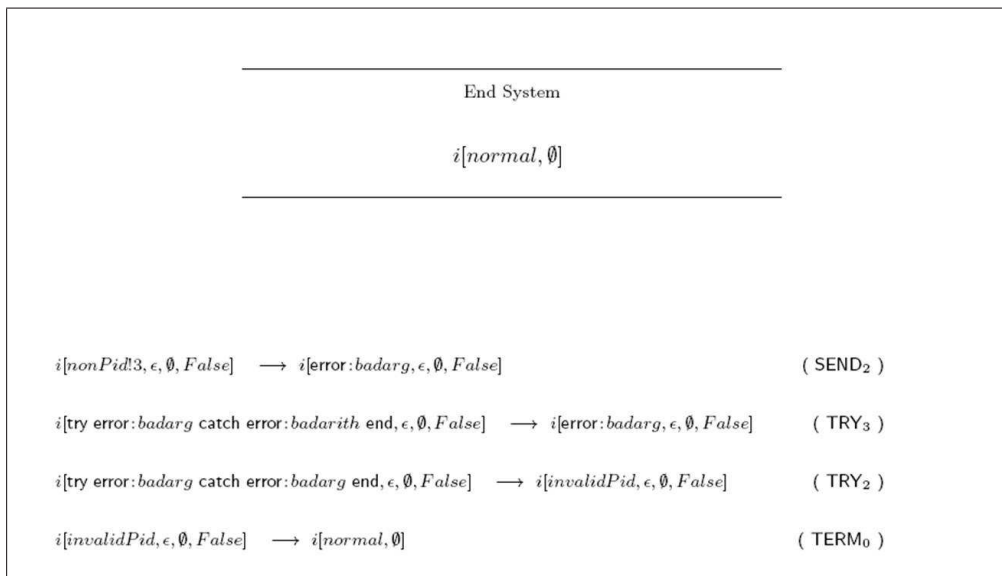 End System
i[normal, ∅]
i[nonPid!3, ϵ, ∅, False] ⟶ i[error:badarg, ϵ, ∅, False] ( SEND₂ )
i[try error:badarg catch error:badarith end, ϵ, ∅, False] ⟶ i[error:badarg, ϵ, ∅, False] ( TRY₃ )
i[try error:badarg catch error:badarg end, ϵ, ∅, False] ⟶ i[invalidPid, ϵ, ∅, False] ( TRY₂ )
i[invalidPid, ϵ, ∅, False] ⟶ i[normal, ∅] ( TERM₀ )